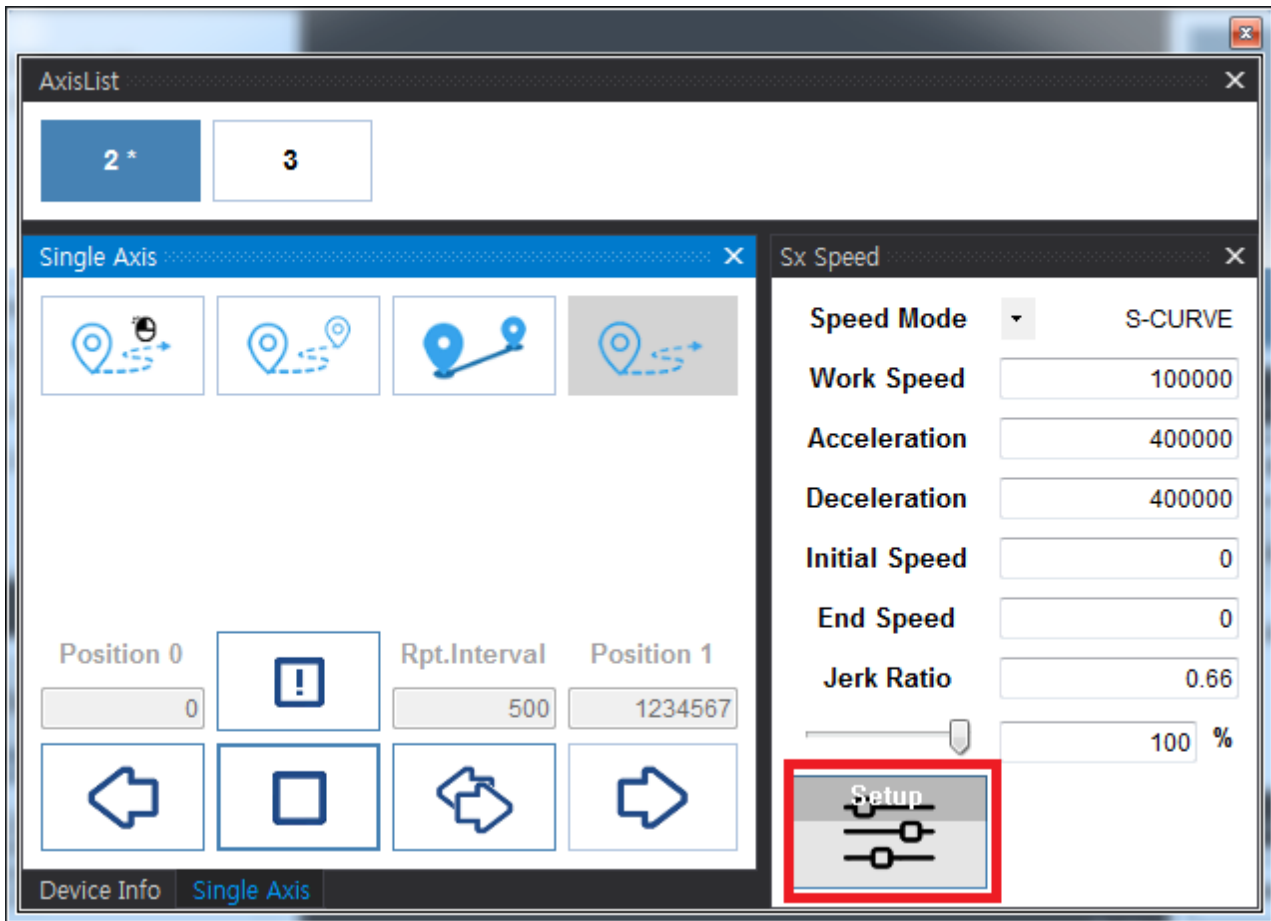 AxisList
2 *
3
Single Axis
Position 0
Rpt.Interval
Position 1
0
500
1234567
Device Info
Single Axis
Sx Speed
Speed Mode S-CURVE
Work Speed 100000
Acceleration 400000
Deceleration 400000
Initial Speed 0
End Speed 0
Jerk Ratio 0.66
100 %
Setup